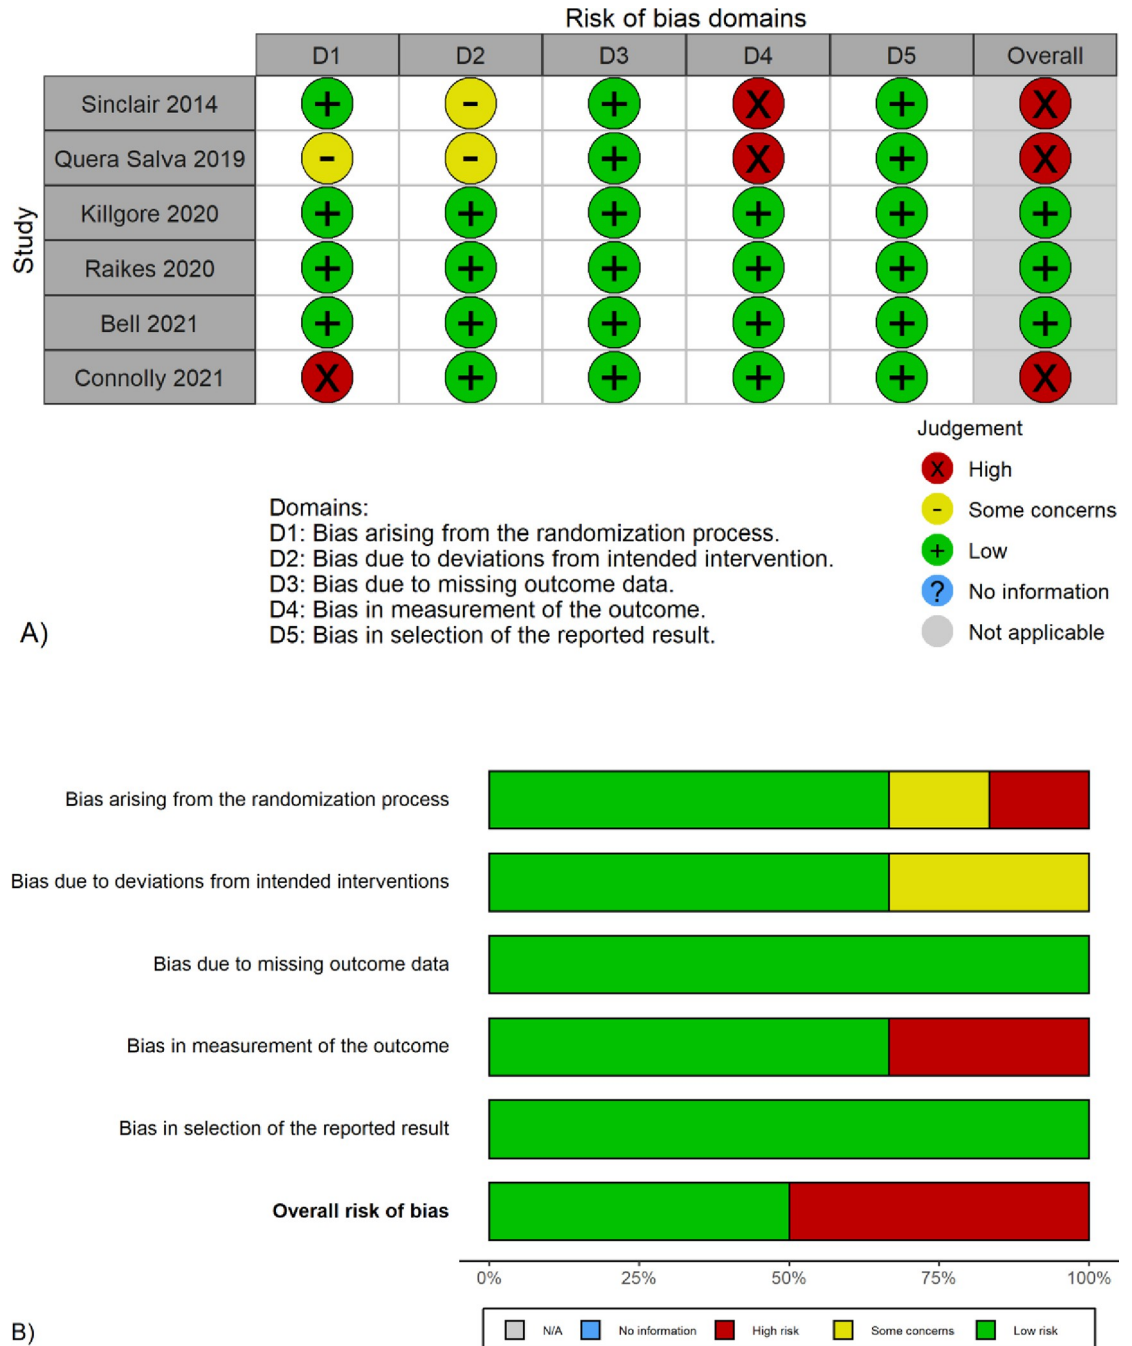 Risk of bias domains
D1 D2 D3 D4 D5 Overall
Study
Sinclair 2014 + - + X + X
Quera Salva 2019 - - + X + X
Killgore 2020 + + + + + +
Raikes 2020 + + + + + +
Bell 2021 + + + + + +
Connolly 2021 X + + + + X
Judgement
X High
- Some concerns
+ Low
? No information
Not applicable
Domains:
D1: Bias arising from the randomization process.
D2: Bias due to deviations from intended intervention.
D3: Bias due to missing outcome data.
D4: Bias in measurement of the outcome.
D5: Bias in selection of the reported result.
A)
Bias arising from the randomization process
Bias due to deviations from intended interventions
Bias due to missing outcome data
Bias in measurement of the outcome
Bias in selection of the reported result
Overall risk of bias
0% 25% 50% 75% 100%
N/A No information High risk Some concerns Low risk
B)